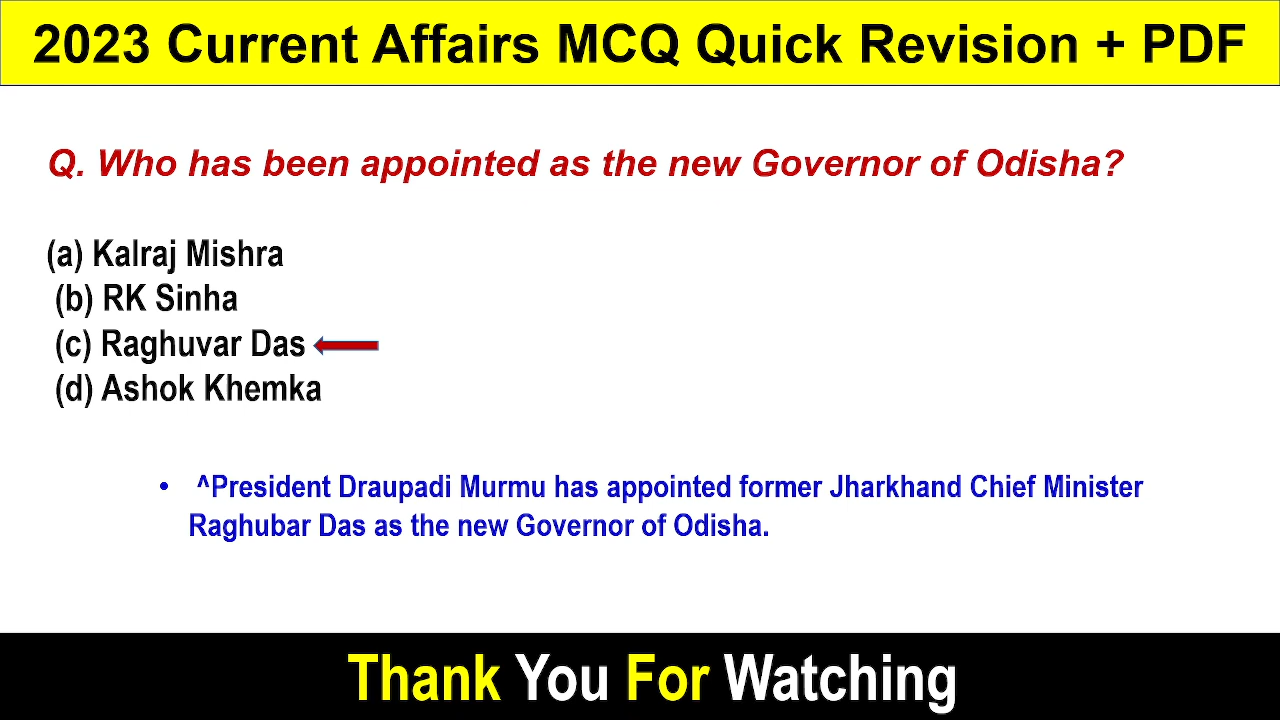 2023 Current Affairs MCQ Quick Revision + PDF
Q. Who has been appointed as the new Governor of Odisha?
(a) Kalraj Mishra
(b) RK Sinha
(c) Raghuvar Das
(d) Ashok Khemka
• ^President Draupadi Murmu has appointed former Jharkhand Chief Minister
Raghubar Das as the new Governor of Odisha.
Thank You For Watching